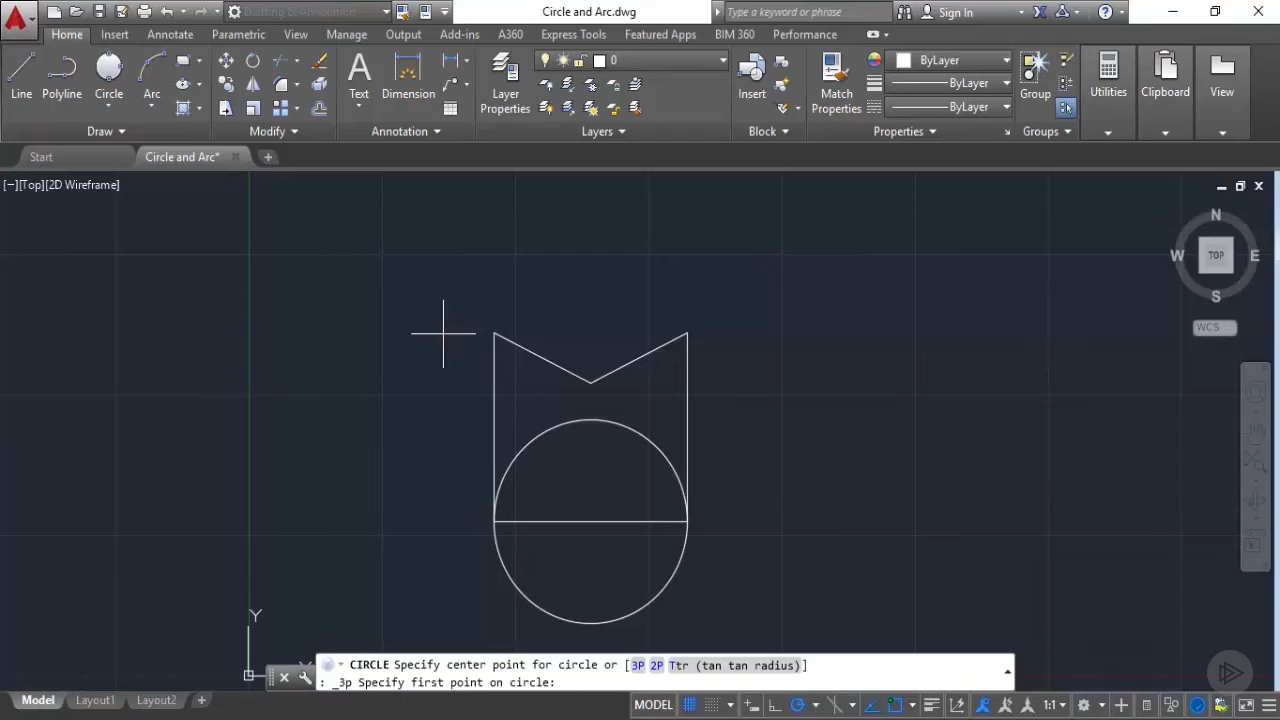 Drafting & Annotation
Circle and Arc.dwg
Type a keyword or phrase
Sign In
Home Insert Annotate Parametric View Manage Output Add-ins A360 Express Tools Featured Apps BIM 360 Performance
Line Polyline Circle Arc
Text Dimension
Layer Properties
0
Insert
Match Properties
ByLayer
ByLayer
ByLayer
Group
Utilities
Clipboard
View
Draw Modify Annotation Layers Block Properties Groups
Start
Circle and Arc*
[−][Top][2D Wireframe]
N
W TOP E
S
WCS
Y
CIRCLE Specify center point for circle or [3P 2P Ttr (tan tan radius)]
: _3p Specify first point on circle:
Model Layout1 Layout2
MODEL
1:1